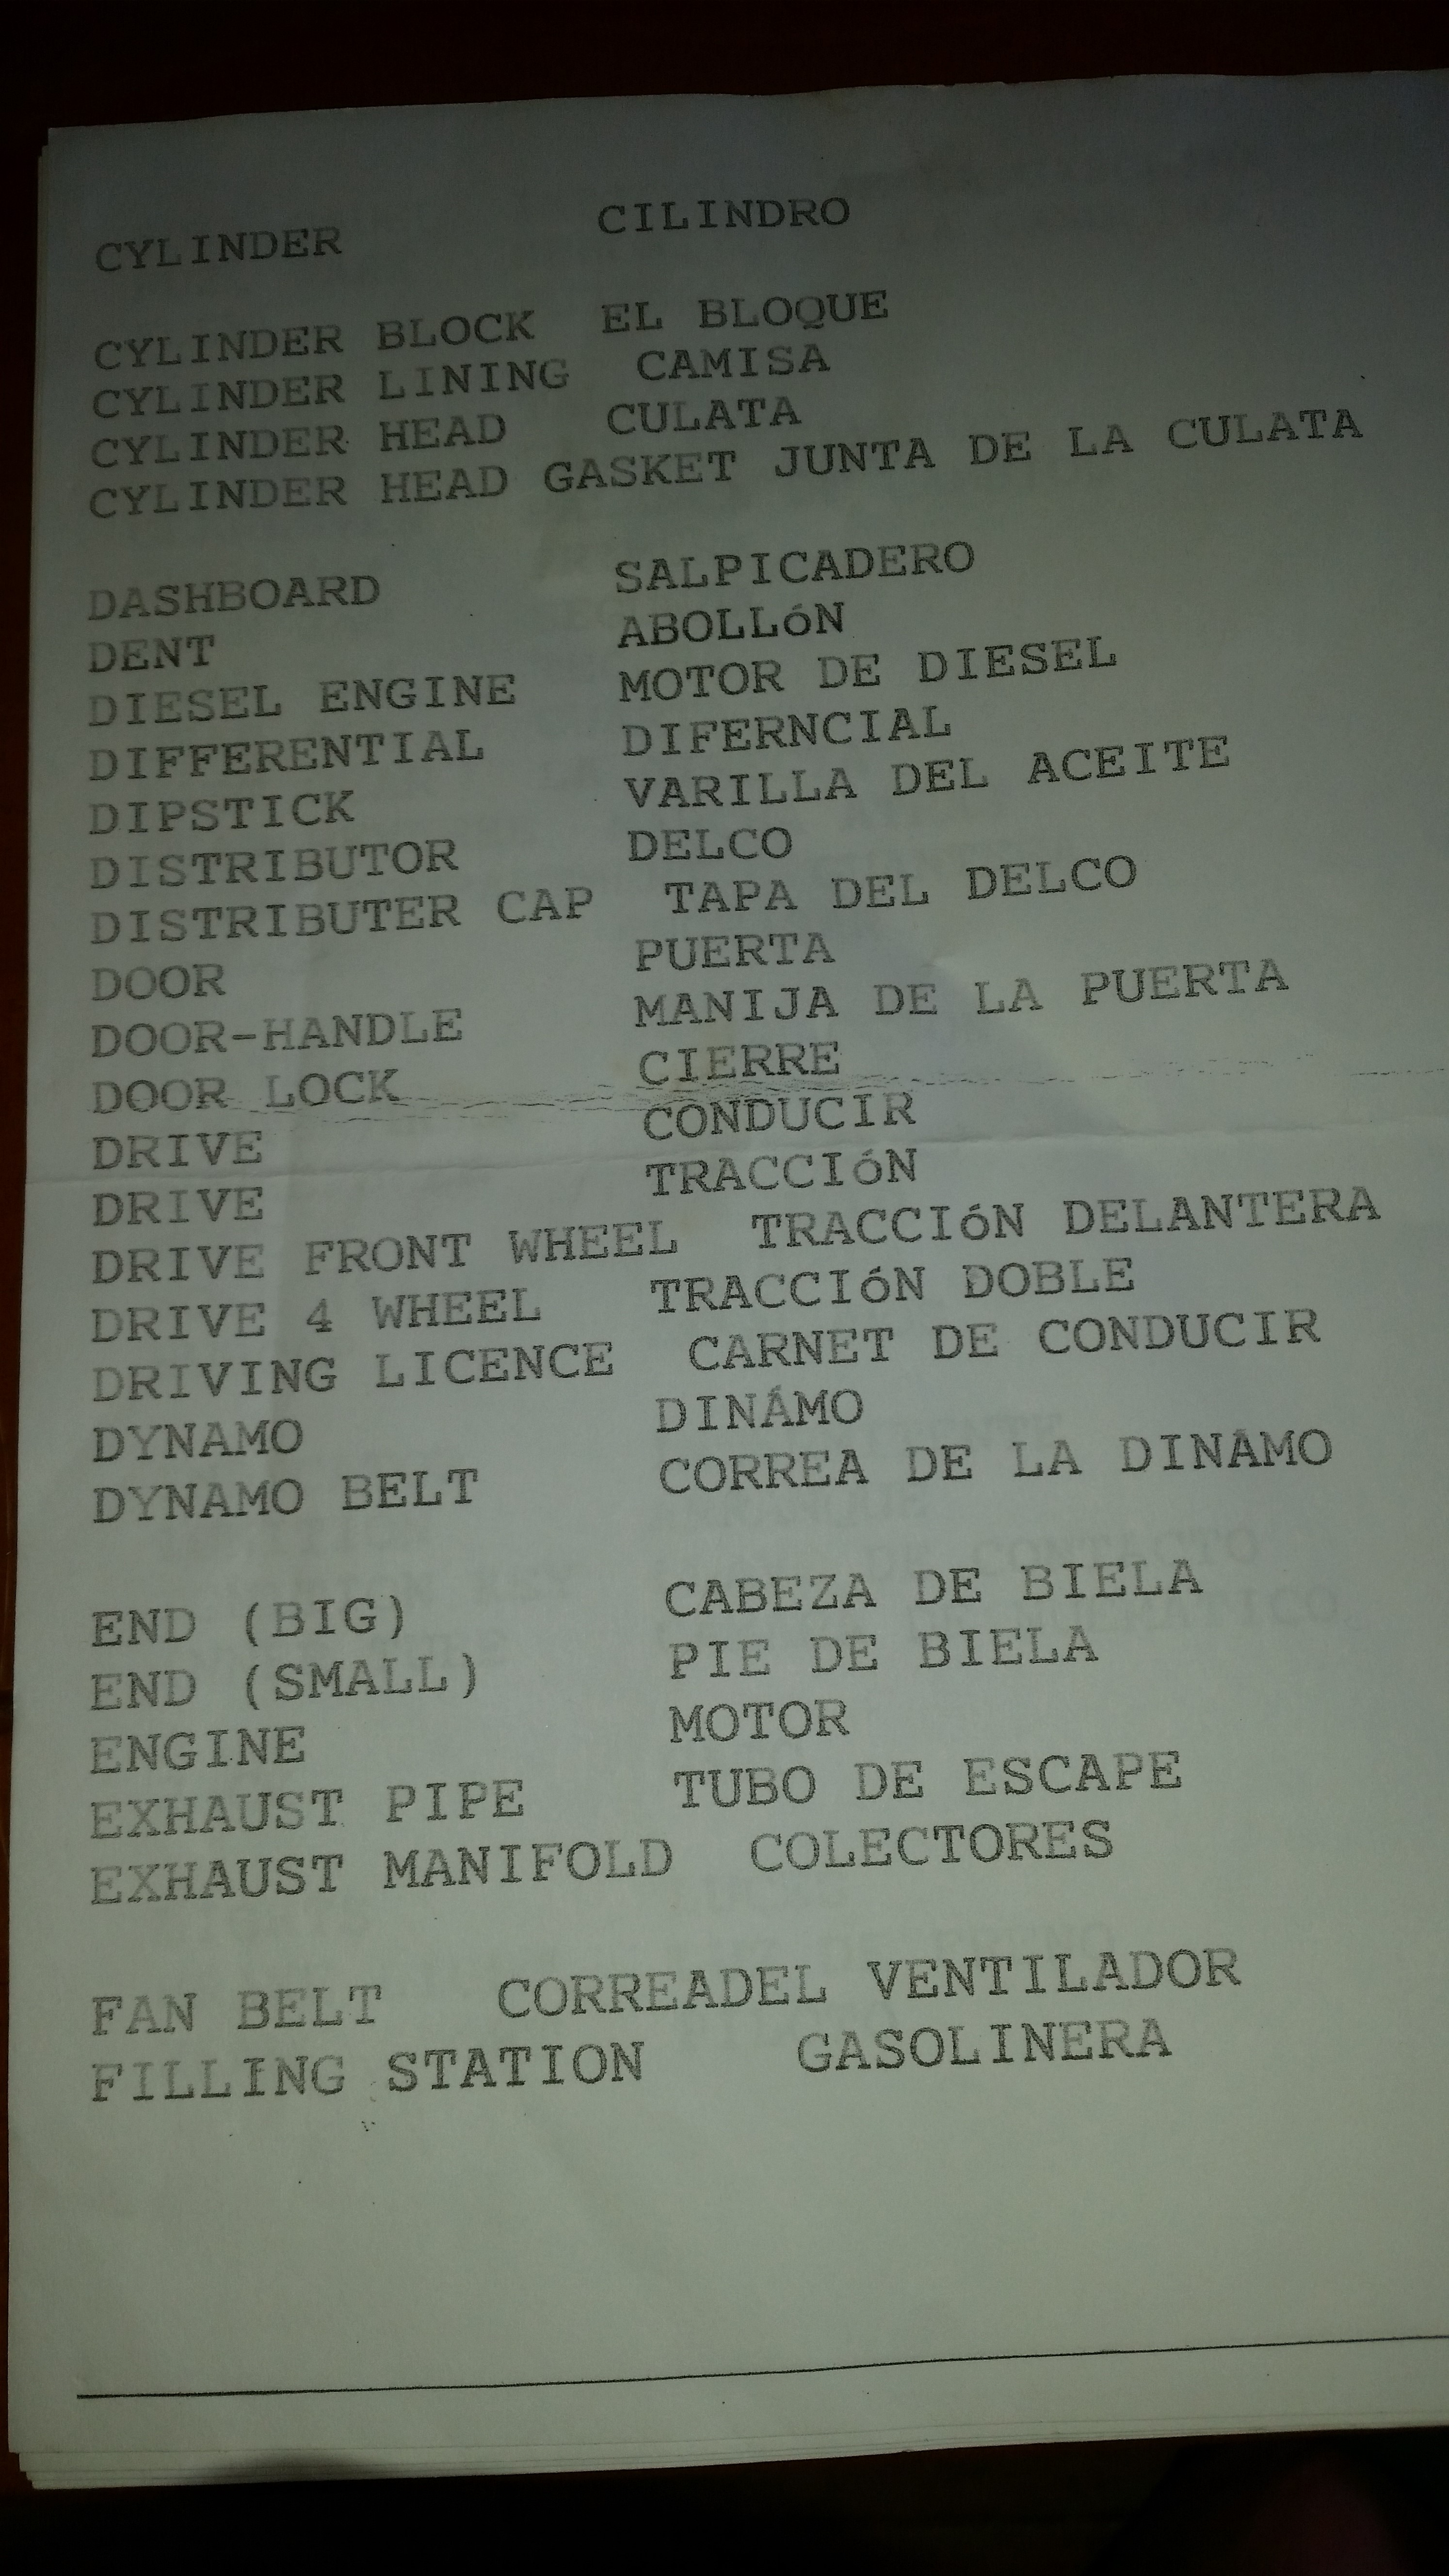 CYLINDER CILINDRO
CYLINDER BLOCK EL BLOQUE
CYLINDER LINING CAMISA
CYLINDER HEAD CULATA
CYLINDER HEAD GASKET JUNTA DE LA CULATA
DASHBOARD SALPICADERO
DENT ABOLLóN
DIESEL ENGINE MOTOR DE DIESEL
DIFFERENTIAL DIFERNCIAL
DIPSTICK VARILLA DEL ACEITE
DISTRIBUTOR DELCO
DISTRIBUTER CAP TAPA DEL DELCO
DOOR PUERTA
DOOR-HANDLE MANIJA DE LA PUERTA
DOOR LOCK CIERRE
DRIVE CONDUCIR
DRIVE TRACCIóN
DRIVE FRONT WHEEL TRACCIóN DELANTERA
DRIVE 4 WHEEL TRACCIóN DOBLE
DRIVING LICENCE CARNET DE CONDUCIR
DYNAMO DINÁMO
DYNAMO BELT CORREA DE LA DINAMO
END (BIG) CABEZA DE BIELA
END (SMALL) PIE DE BIELA
ENGINE MOTOR
EXHAUST PIPE TUBO DE ESCAPE
EXHAUST MANIFOLD COLECTORES
FAN BELT CORREADEL VENTILADOR
FILLING STATION GASOLINERA